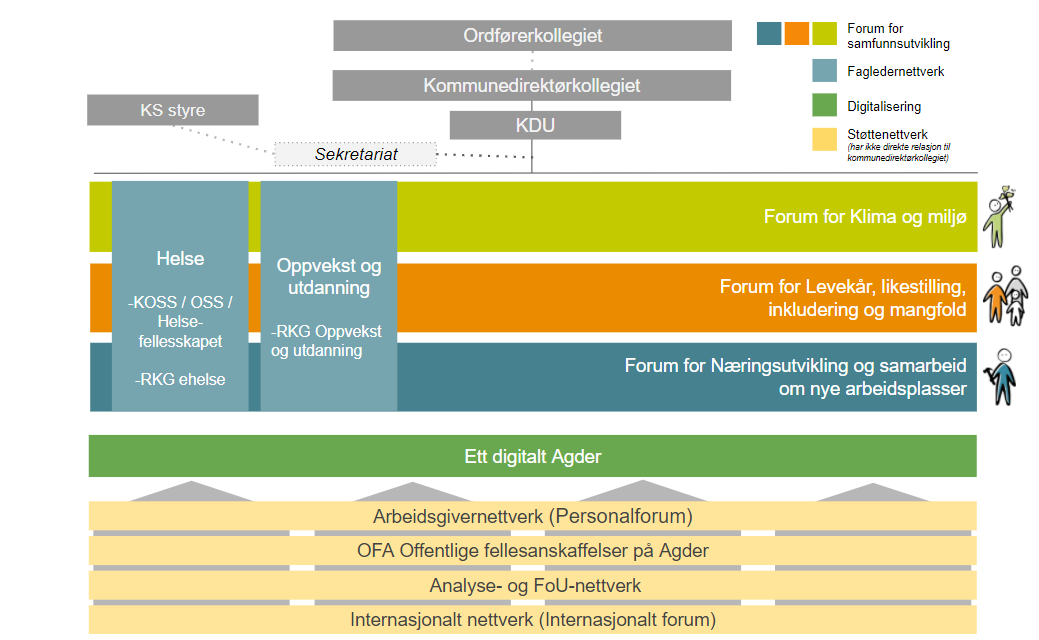 Ordførerkollegiet
Kommunedirektørkollegiet
KS styre
KDU
Sekretariat
Forum for
samfunnsutvikling
Fagledernettverk
Digitalisering
Støttenettverk
(har ikke direkte relasjon til
kommunedirektørkollegiet)
Helse
-KOSS / OSS /
Helse-
fellesskapet
-RKG ehelse
Oppvekst og
utdanning
-RKG Oppvekst
og utdanning
Forum for Klima og miljø
Forum for Levekår, likestilling,
inkludering og mangfold
Forum for Næringsutvikling og samarbeid
om nye arbeidsplasser
Ett digitalt Agder
Arbeidsgivernettverk (Personalforum)
OFA Offentlige fellesanskaffelser på Agder
Analyse- og FoU-nettverk
Internasjonalt nettverk (Internasjonalt forum)